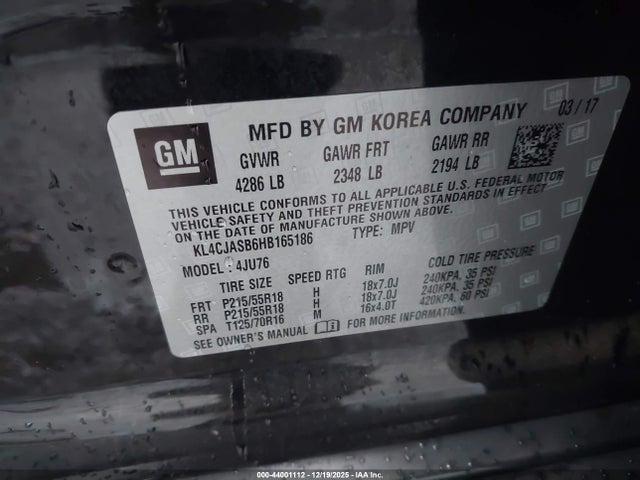 GM
MFD BY GM KOREA COMPANY 03 / 17
GVWR GAWR FRT GAWR RR
4286 LB 2348 LB 2194 LB
THIS VEHICLE CONFORMS TO ALL APPLICABLE U.S. FEDERAL MOTOR
VEHICLE SAFETY AND THEFT PREVENTION STANDARDS IN EFFECT
ON THE DATE OF MANUFACTURE SHOWN ABOVE.
KL4CJASB6HB165186 TYPE: MPV
MODEL: 4JU76
TIRE SIZE SPEED RTG RIM COLD TIRE PRESSURE
FRT P215/55R18 H 18x7.0J 240KPA, 35 PSI
RR P215/55R18 H 18x7.0J 240KPA, 35 PSI
SPA T125/70R16 M 16x4.0T 420KPA, 60 PSI
SEE OWNER'S MANUAL FOR MORE INFORMATION.
000-44001112 - 12/19/2025 - IAAI Inc.